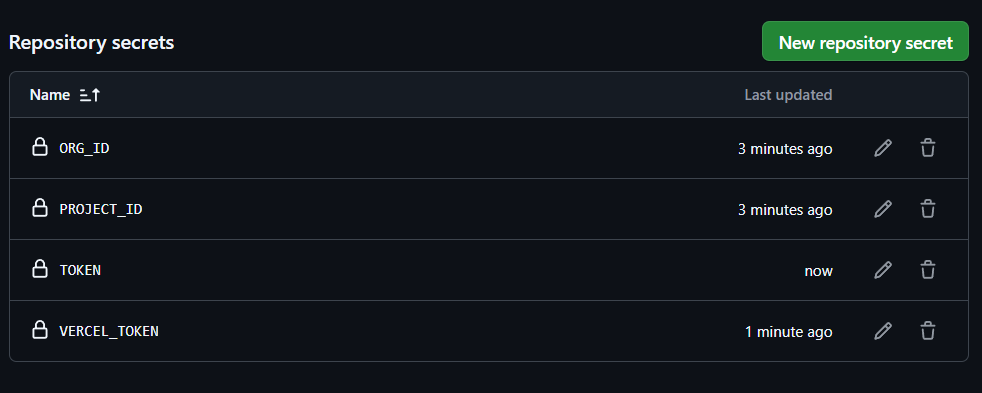 Repository secrets
New repository secret
Name
Last updated
ORG_ID
3 minutes ago
PROJECT_ID
3 minutes ago
TOKEN
now
VERCEL_TOKEN
1 minute ago